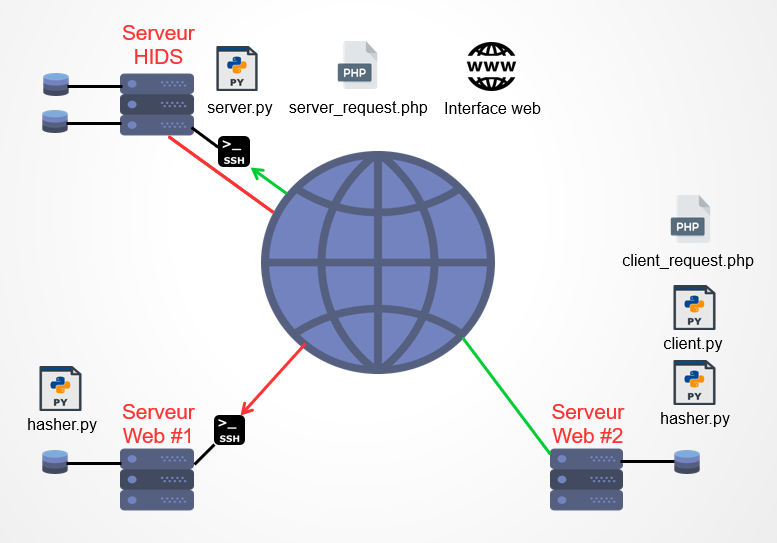 Serveur
HIDS
PY
server.py
PHP
server_request.php
WWW
Interface web
>_
SSH
PHP
client_request.php
PY
client.py
PY
hasher.py
Serveur
Web #2
PY
hasher.py
Serveur
Web #1
>_
SSH